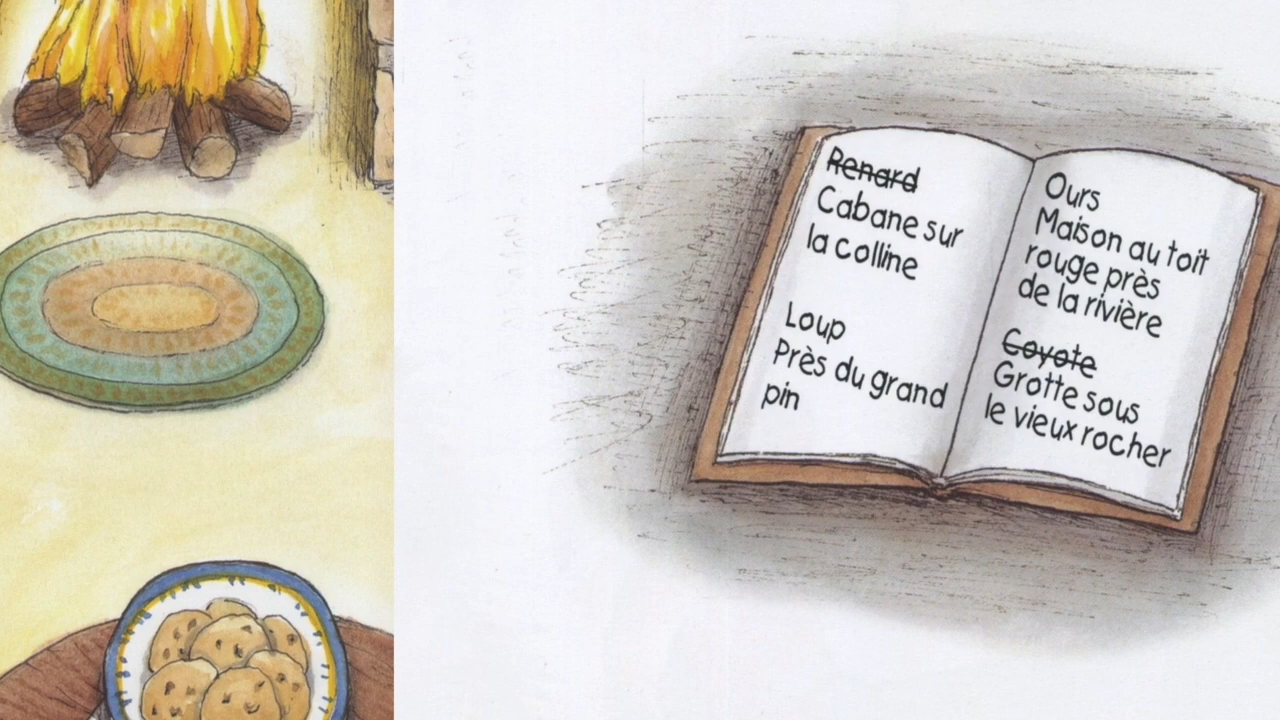 Renard
Cabane sur
la colline
Loup
Près du grand
pin
Ours
Maison au toit
rouge près
de la rivière
Coyote
Grotte sous
le vieux rocher